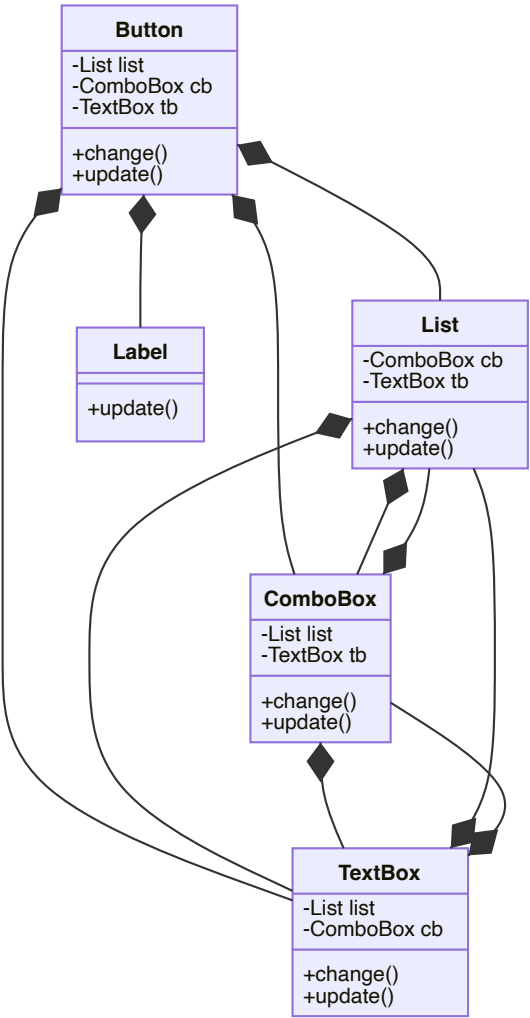 Button
-List list
-ComboBox cb
-TextBox tb
+change()
+update()
Label
+update()
List
-ComboBox cb
-TextBox tb
+change()
+update()
ComboBox
-List list
-TextBox tb
+change()
+update()
TextBox
-List list
-ComboBox cb
+change()
+update()